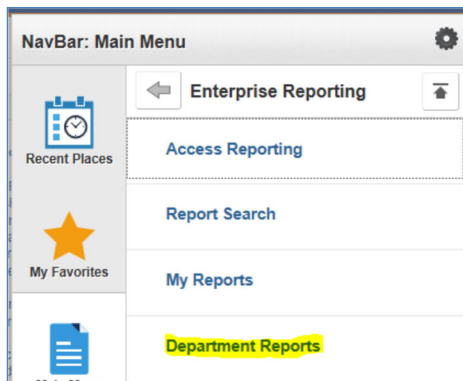 NavBar: Main Menu
Enterprise Reporting
Recent Places
Access Reporting
Report Search
My Favorites
My Reports
Department Reports